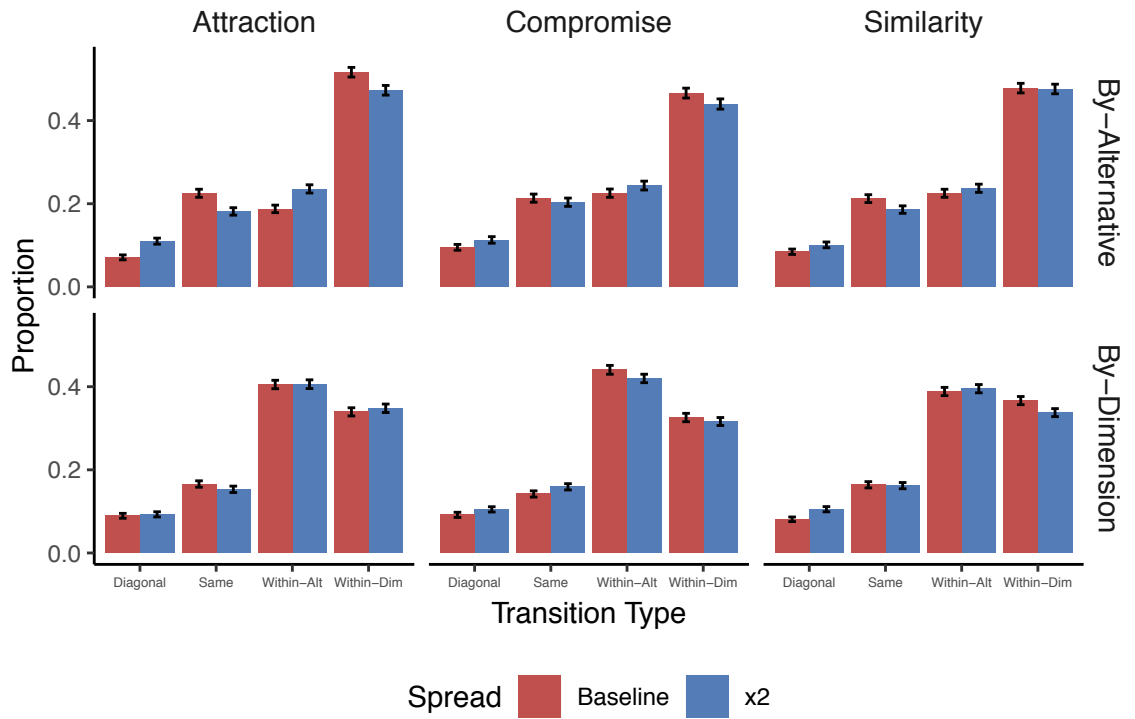 Attraction Compromise Similarity
By−Alternative
0.4
0.2
0.0
Proportion
By−Dimension
0.4
0.2
0.0
Diagonal Same Within−Alt Within−Dim Diagonal Same Within−Alt Within−Dim Diagonal Same Within−Alt Within−Dim
Transition Type
Spread Baseline x2